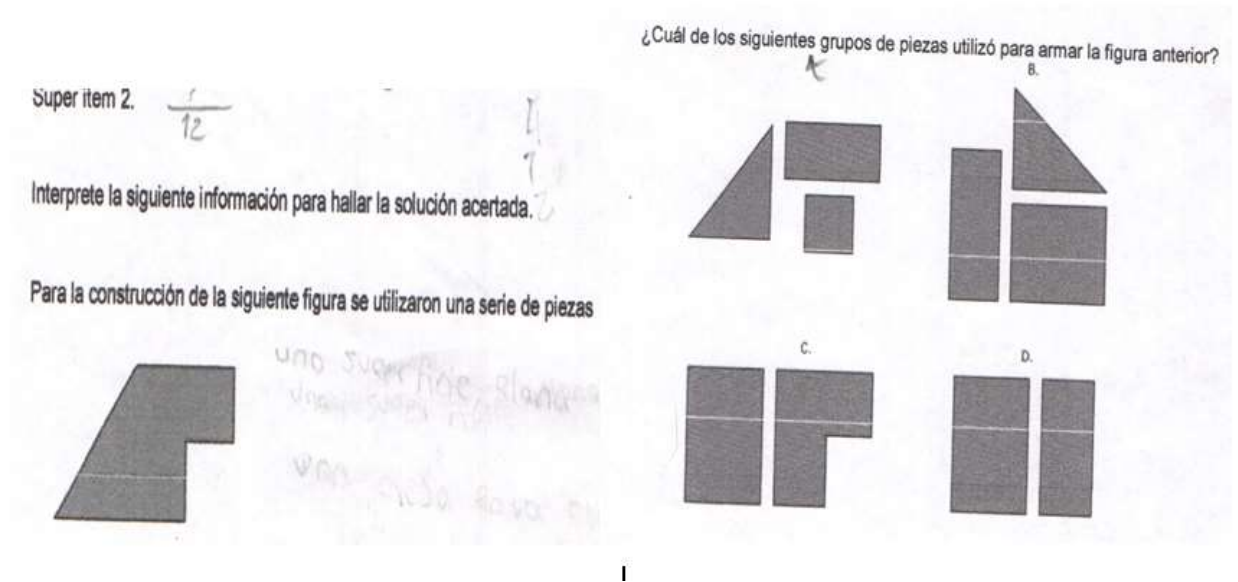 Super item 2.
12
Interprete la siguiente información para hallar la solución acertada.
Para la construcción de la siguiente figura se utilizaron una serie de piezas
uno
¿Cuál de los siguientes grupos de piezas utilizó para armar la figura anterior?
A
B.
C.
D.